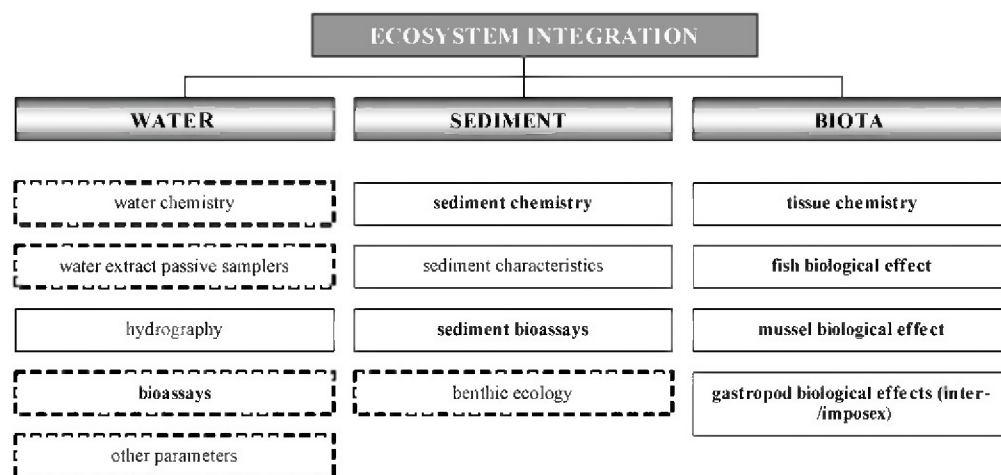 ECOSYSTEM INTEGRATION
WATER
water chemistry
water extract passive samplers
hydrography
bioassays
other parameters
SEDIMENT
sediment chemistry
sediment characteristics
sediment bioassays
benthic ecology
BIOTA
tissue chemistry
fish biological effect
mussel biological effect
gastropod biological effects (inter-
/imposex)